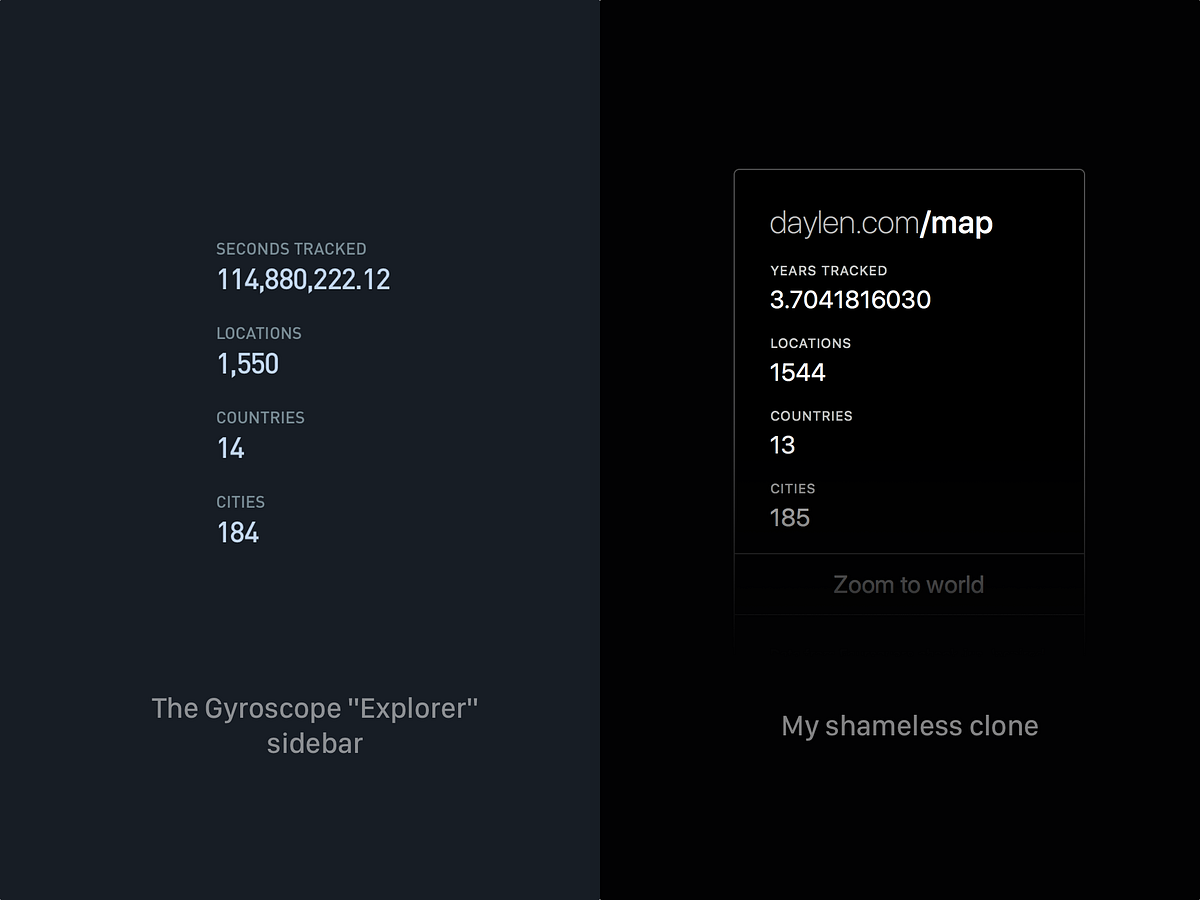 SECONDS TRACKED
114,880,222.12
LOCATIONS
1,550
COUNTRIES
14
CITIES
184
The Gyroscope "Explorer"
sidebar
daylen.com/map
YEARS TRACKED
3.7041816030
LOCATIONS
1544
COUNTRIES
13
CITIES
185
Zoom to world
My shameless clone